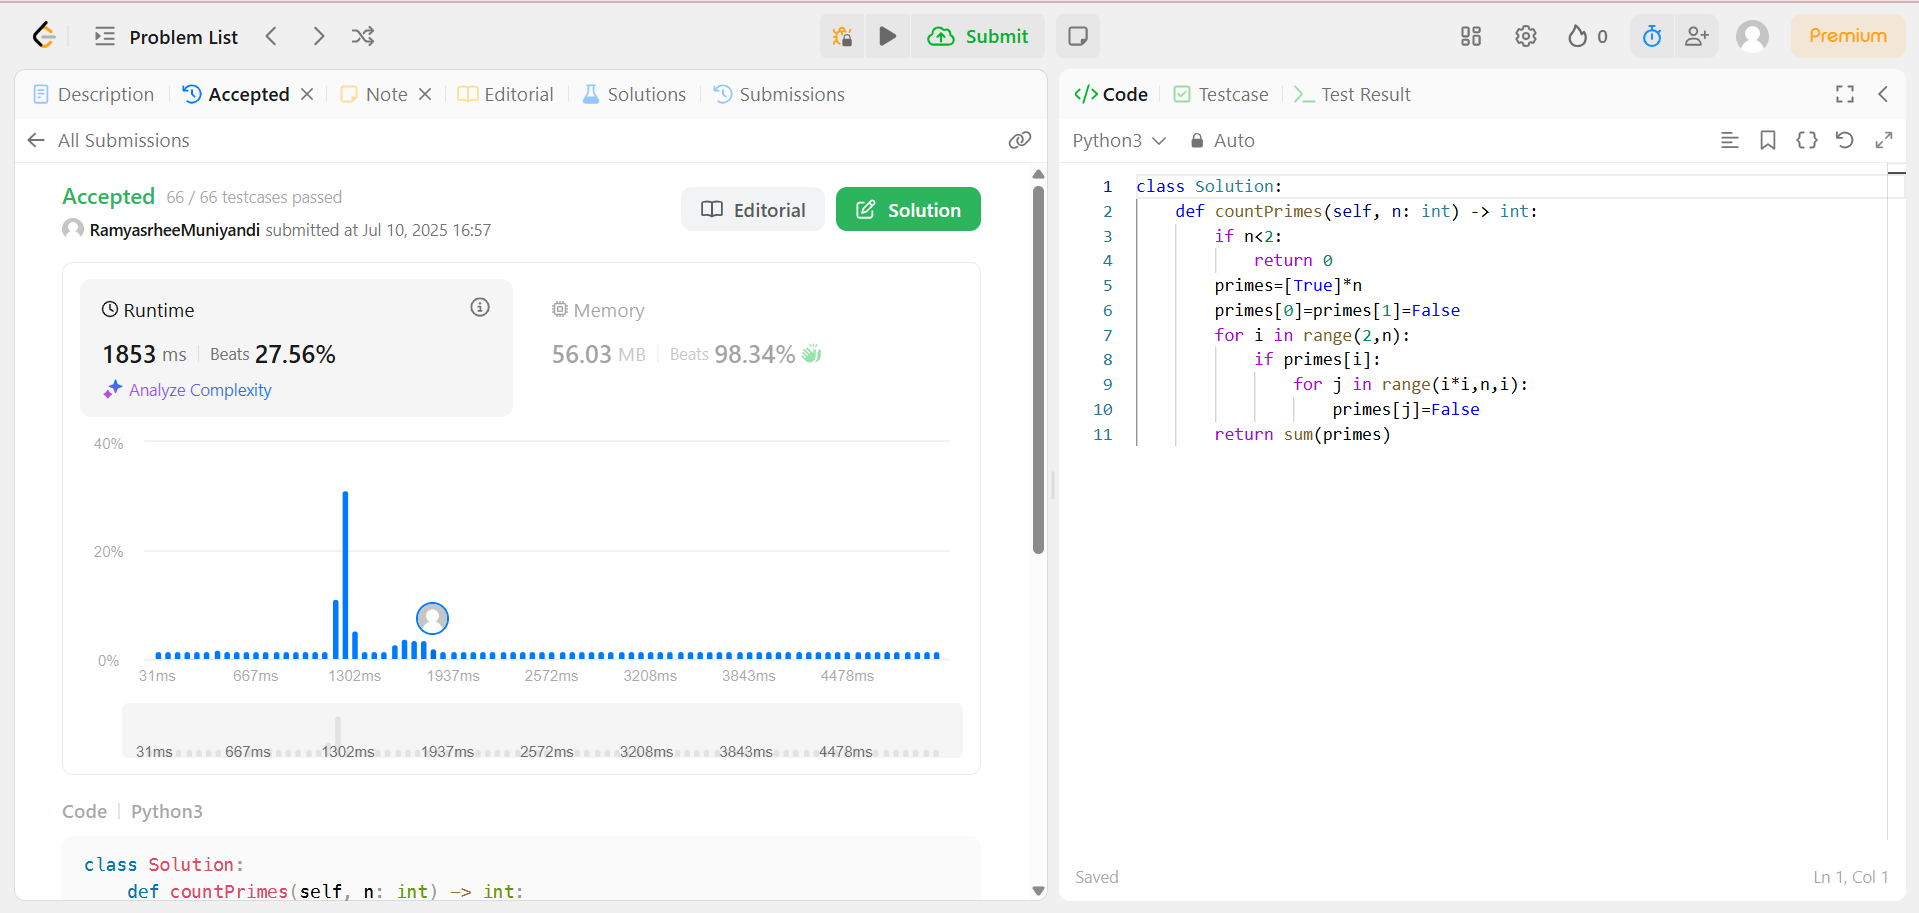 Problem List
Submit
0
Premium
Description
Accepted
Note
Editorial
Solutions
Submissions
All Submissions
Accepted 66 / 66 testcases passed
RamyasrheeMuniyandi submitted at Jul 10, 2025 16:57
Editorial
Solution
Runtime
1853 ms Beats 27.56%
Analyze Complexity
Memory
56.03 MB Beats 98.34%
40%
20%
0%
31ms 667ms 1302ms 1937ms 2572ms 3208ms 3843ms 4478ms
31ms 667ms 1302ms 1937ms 2572ms 3208ms 3843ms 4478ms
Code Python3
class Solution:
    def countPrimes(self, n: int) -> int:
Code
Testcase
Test Result
Python3 Auto
1 class Solution:
2     def countPrimes(self, n: int) -> int:
3         if n<2:
4             return 0
5         primes=[True]*n
6         primes[0]=primes[1]=False
7         for i in range(2,n):
8             if primes[i]:
9                 for j in range(i*i,n,i):
10                     primes[j]=False
11         return sum(primes)
Saved
Ln 1, Col 1